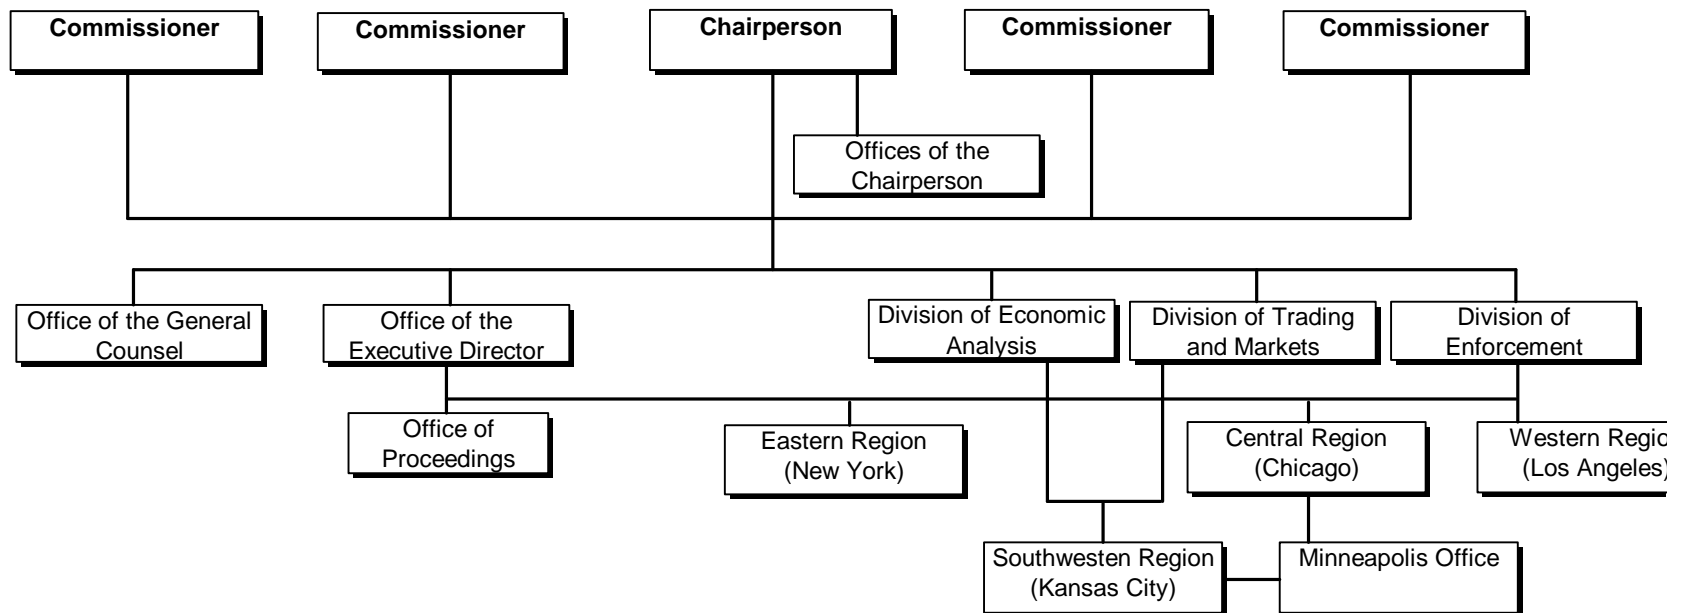 Commissioner
Commissioner
Chairperson
Commissioner
Commissioner
Offices of the
Chairperson
Office of the General
Counsel
Office of the
Executive Director
Division of Economic
Analysis
Division of Trading
and Markets
Division of
Enforcement
Office of
Proceedings
Eastern Region
(New York)
Central Region
(Chicago)
Western Regio
(Los Angeles)
Southwesten Region
(Kansas City)
Minneapolis Office